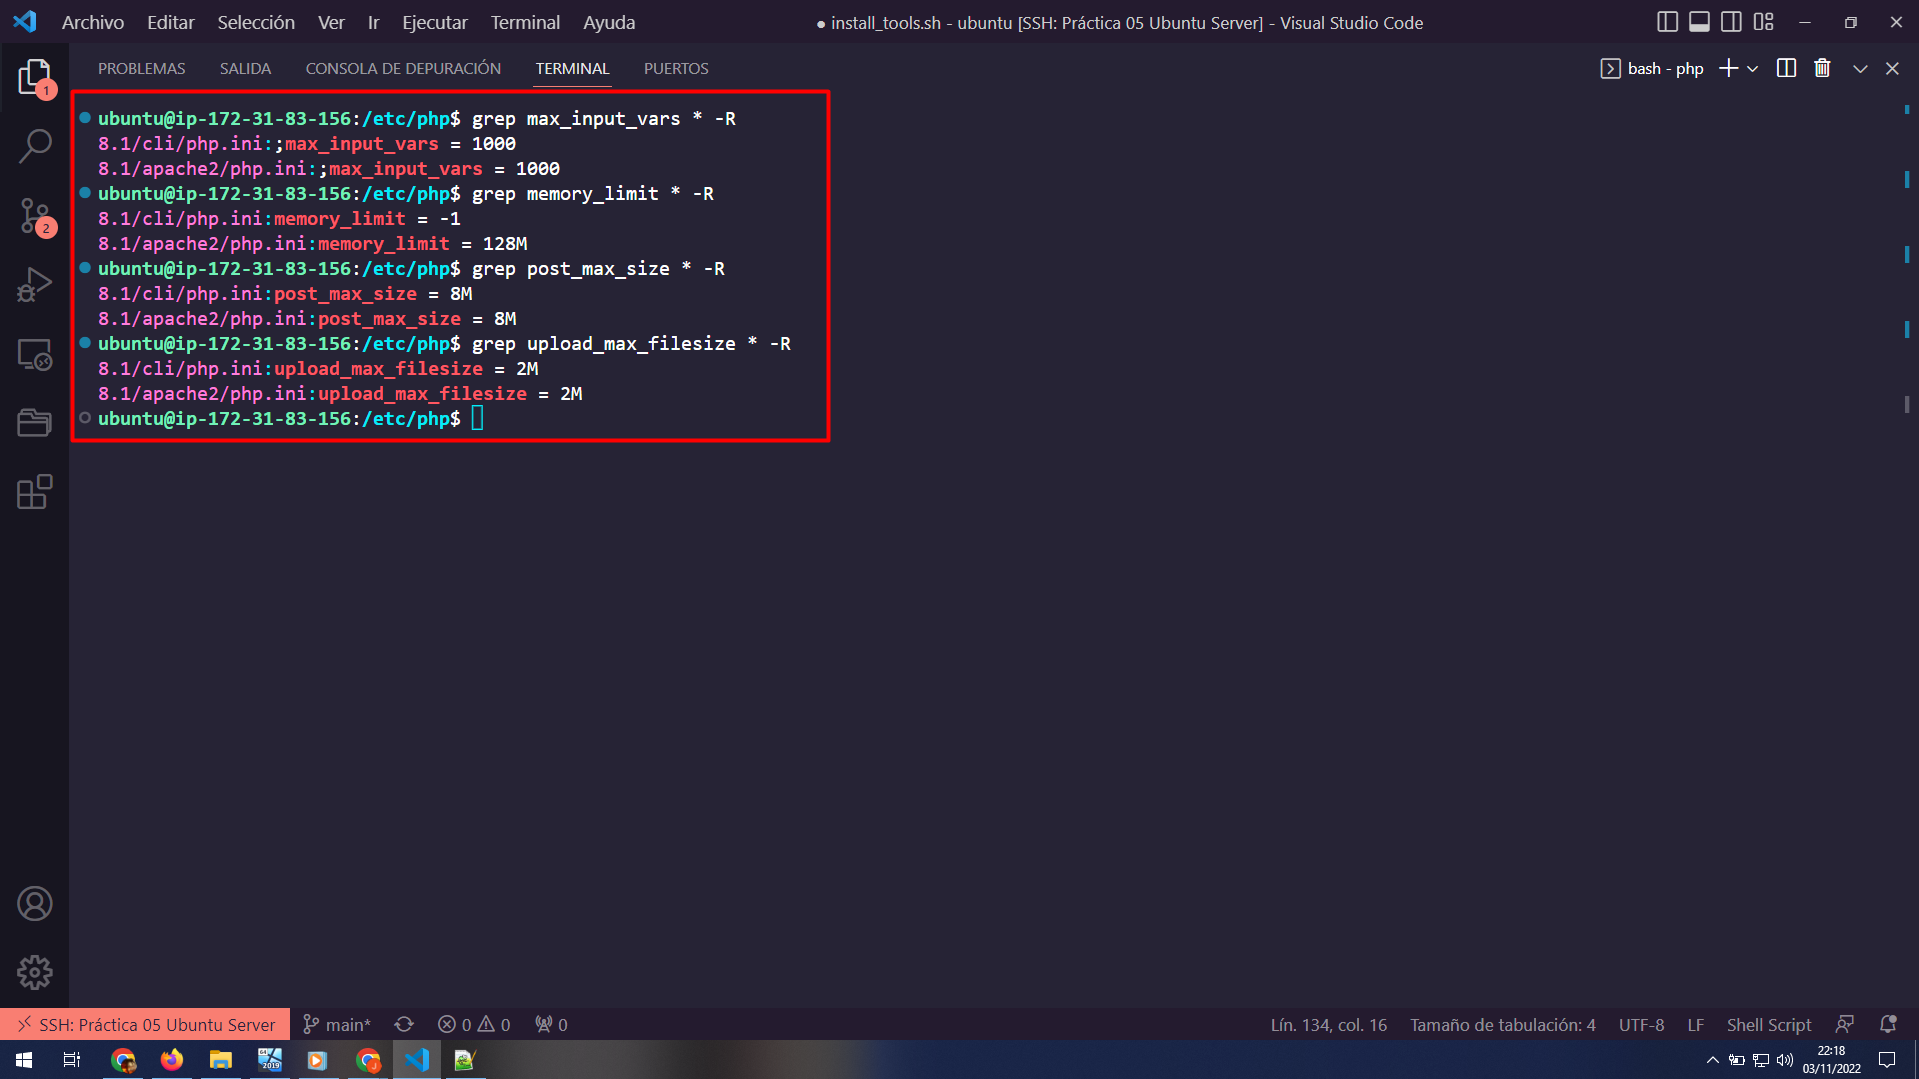 Archivo Editar Selección Ver Ir Ejecutar Terminal Ayuda
● install_tools.sh - ubuntu [SSH: Práctica 05 Ubuntu Server] - Visual Studio Code
PROBLEMAS SALIDA CONSOLA DE DEPURACIÓN TERMINAL PUERTOS
bash - php
1
2
ubuntu@ip-172-31-83-156:/etc/php$ grep max_input_vars * -R
8.1/cli/php.ini:;max_input_vars = 1000
8.1/apache2/php.ini:;max_input_vars = 1000
ubuntu@ip-172-31-83-156:/etc/php$ grep memory_limit * -R
8.1/cli/php.ini:memory_limit = -1
8.1/apache2/php.ini:memory_limit = 128M
ubuntu@ip-172-31-83-156:/etc/php$ grep post_max_size * -R
8.1/cli/php.ini:post_max_size = 8M
8.1/apache2/php.ini:post_max_size = 8M
ubuntu@ip-172-31-83-156:/etc/php$ grep upload_max_filesize * -R
8.1/cli/php.ini:upload_max_filesize = 2M
8.1/apache2/php.ini:upload_max_filesize = 2M
ubuntu@ip-172-31-83-156:/etc/php$
SSH: Práctica 05 Ubuntu Server main* 0 0 0
Lín. 134, col. 16 Tamaño de tabulación: 4 UTF-8 LF Shell Script
64 2019
22:18
03/11/2022